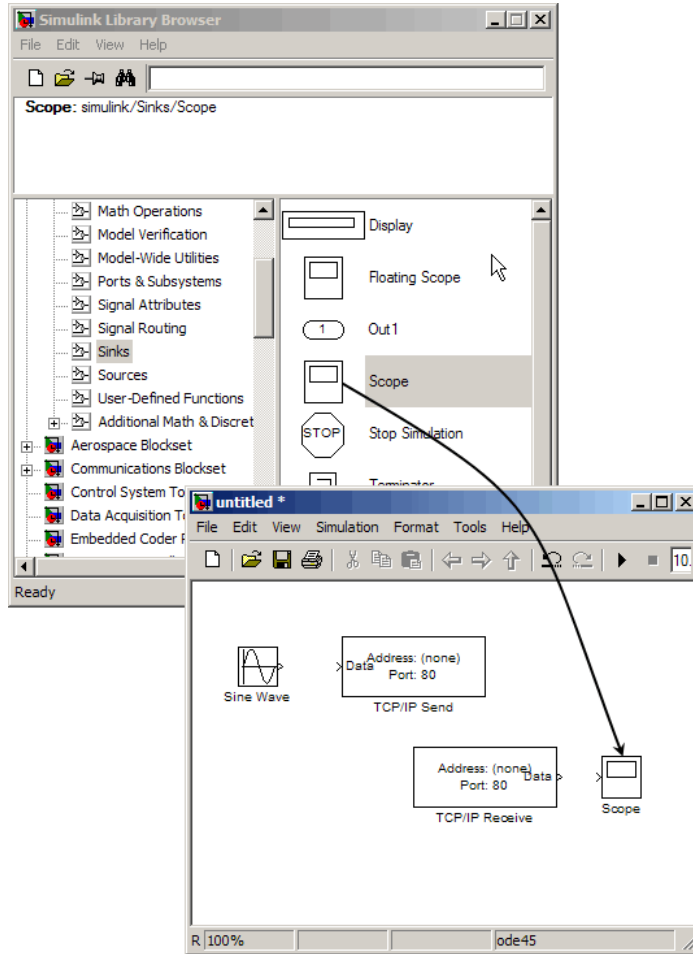 Simulink Library Browser
File Edit View Help
Scope: simulink/Sinks/Scope
Math Operations
Model Verification
Model-Wide Utilities
Ports & Subsystems
Signal Attributes
Signal Routing
Sinks
Sources
User-Defined Functions
Additional Math & Discret
Aerospace Blockset
Communications Blockset
Control System To
Data Acquisition T
Embedded Coder
Ready
Display
Floating Scope
1 Out1
Scope
STOP Stop Simulation
Terminator
untitled *
File Edit View Simulation Format Tools Help
10.
Sine Wave
Data
Address: (none)
Port: 80
TCP/IP Send
Address: (none)
Port: 80
Data
TCP/IP Receive
Scope
R 100% ode45